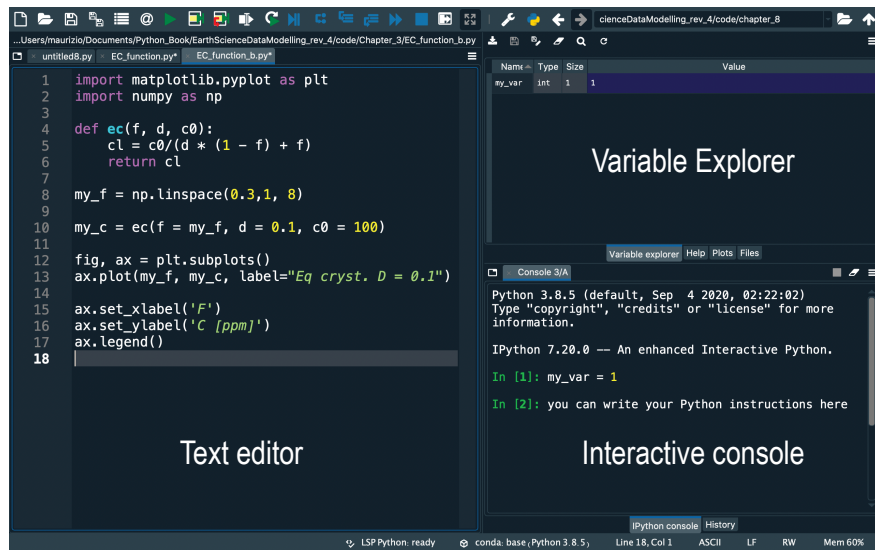 cienceDataModelling_rev_4/code/chapter_8
...Users/maurizio/Documents/Python_Book/EarthScienceDataModelling_rev_4/code/Chapter_3/EC_function_b.py
untitled8.py EC_function.py* EC_function_b.py*
1 import matplotlib.pyplot as plt
2 import numpy as np
3
4 def ec(f, d, c0):
5 cl = c0/(d * (1 - f) + f)
6 return cl
7
8 my_f = np.linspace(0.3,1, 8)
9
10 my_c = ec(f = my_f, d = 0.1, c0 = 100)
11
12 fig, ax = plt.subplots()
13 ax.plot(my_f, my_c, label="Eq cryst. D = 0.1")
14
15 ax.set_xlabel('F')
16 ax.set_ylabel('C [ppm]')
17 ax.legend()
18
Text editor
Name Type Size Value
my_var int 1 1
Variable Explorer
Variable explorer Help Plots Files
Console 3/A
Python 3.8.5 (default, Sep 4 2020, 02:22:02)
Type "copyright", "credits" or "license" for more
information.
IPython 7.20.0 -- An enhanced Interactive Python.
In [1]: my_var = 1
In [2]: you can write your Python instructions here
Interactive console
IPython console History
LSP Python: ready conda: base (Python 3.8.5) Line 18, Col 1 ASCII LF RW Mem 60%